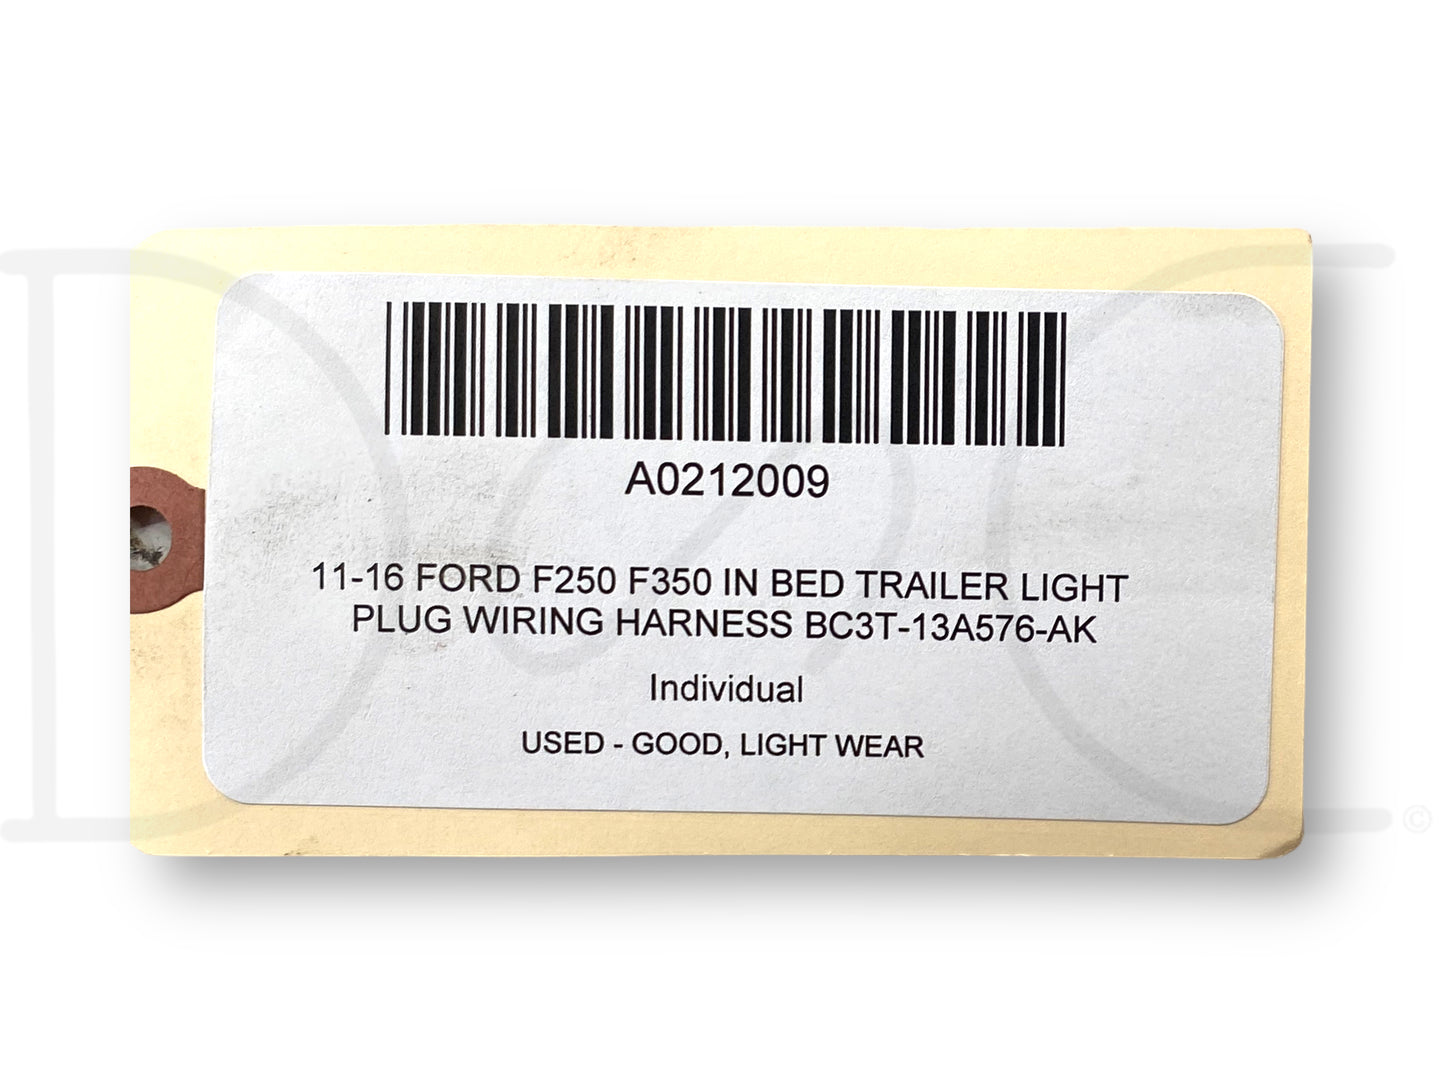 A0212009
11-16 FORD F250 F350 IN BED TRAILER LIGHT
PLUG WIRING HARNESS BC3T-13A576-AK
Individual
USED - GOOD, LIGHT WEAR
©